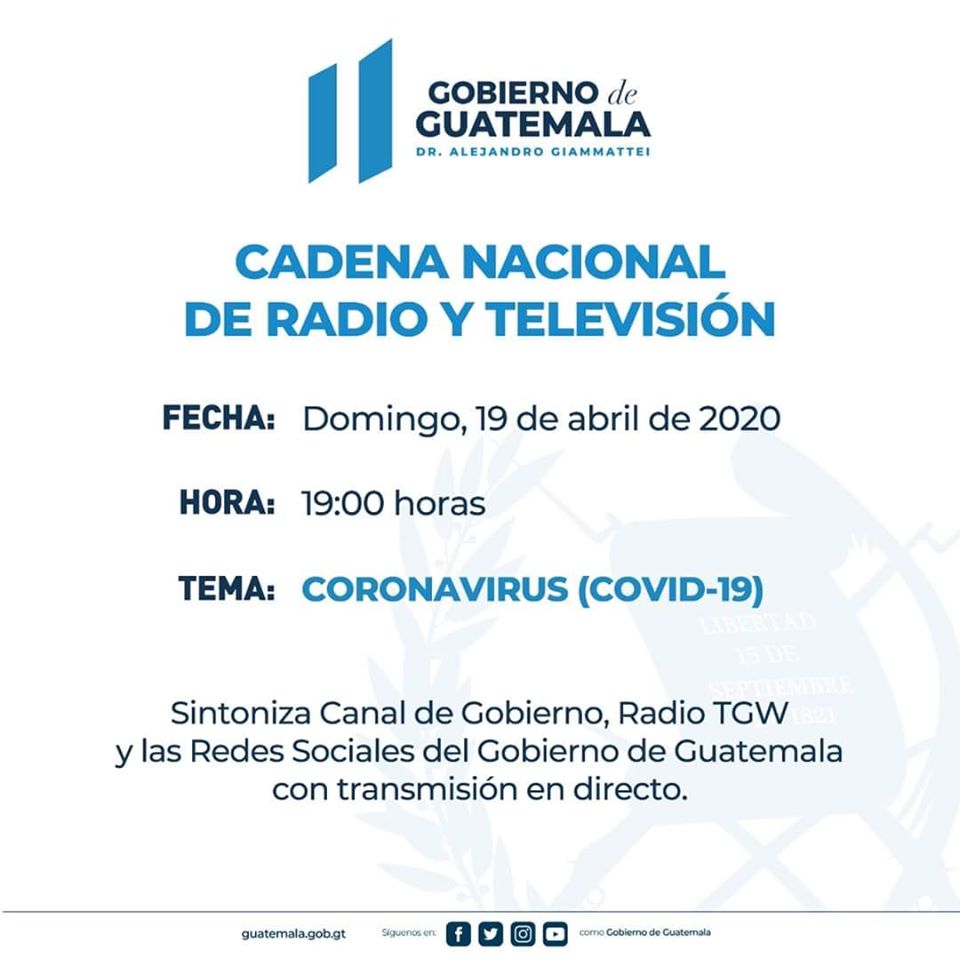 GOBIERNO de
GUATEMALA
DR. ALEJANDRO GIAMMATTEI
CADENA NACIONAL
DE RADIO Y TELEVISIÓN
FECHA: Domingo, 19 de abril de 2020
HORA: 19:00 horas
TEMA: CORONAVIRUS (COVID-19)
LIBERTAD
15 DE
SEPTIEMBRE
1821
Sintoniza Canal de Gobierno, Radio TGW
y las Redes Sociales del Gobierno de Guatemala
con transmisión en directo.
guatemala.gob.gt Síguenos en: como Gobierno de Guatemala